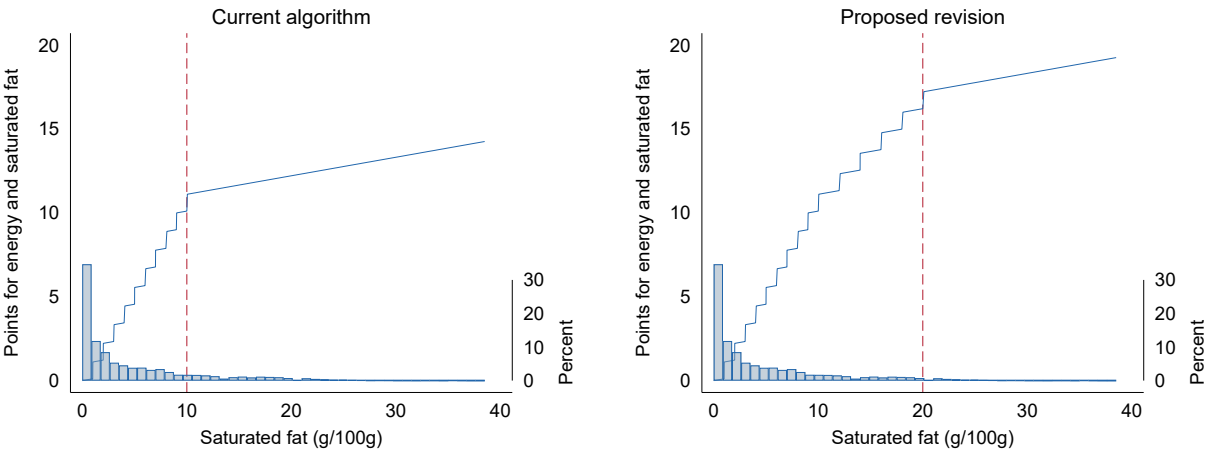 Current algorithm
Points for energy and saturated fat
20
15
10
5
0
30
20
10
0
Percent
0 10 20 30 40
Saturated fat (g/100g)
Proposed revision
Points for energy and saturated fat
20
15
10
5
0
30
20
10
0
Percent
0 10 20 30 40
Saturated fat (g/100g)